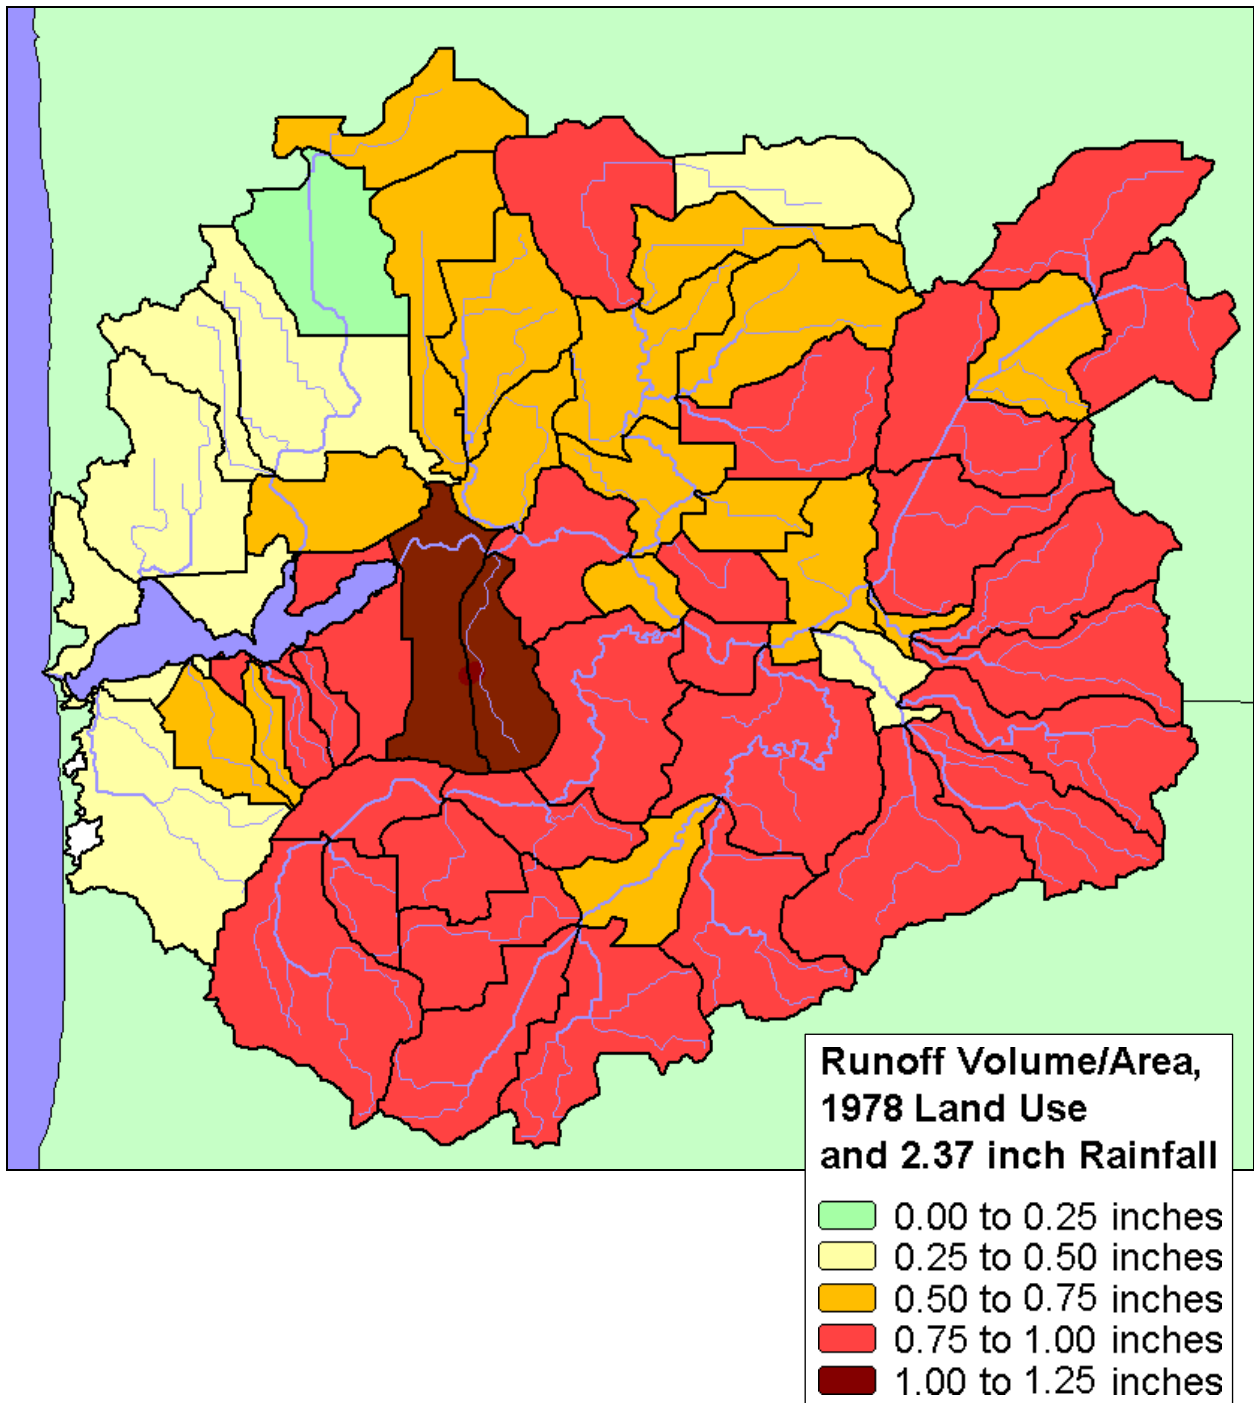 Runoff Volume/Area,
1978 Land Use
and 2.37 inch Rainfall
0.00 to 0.25 inches
0.25 to 0.50 inches
0.50 to 0.75 inches
0.75 to 1.00 inches
1.00 to 1.25 inches